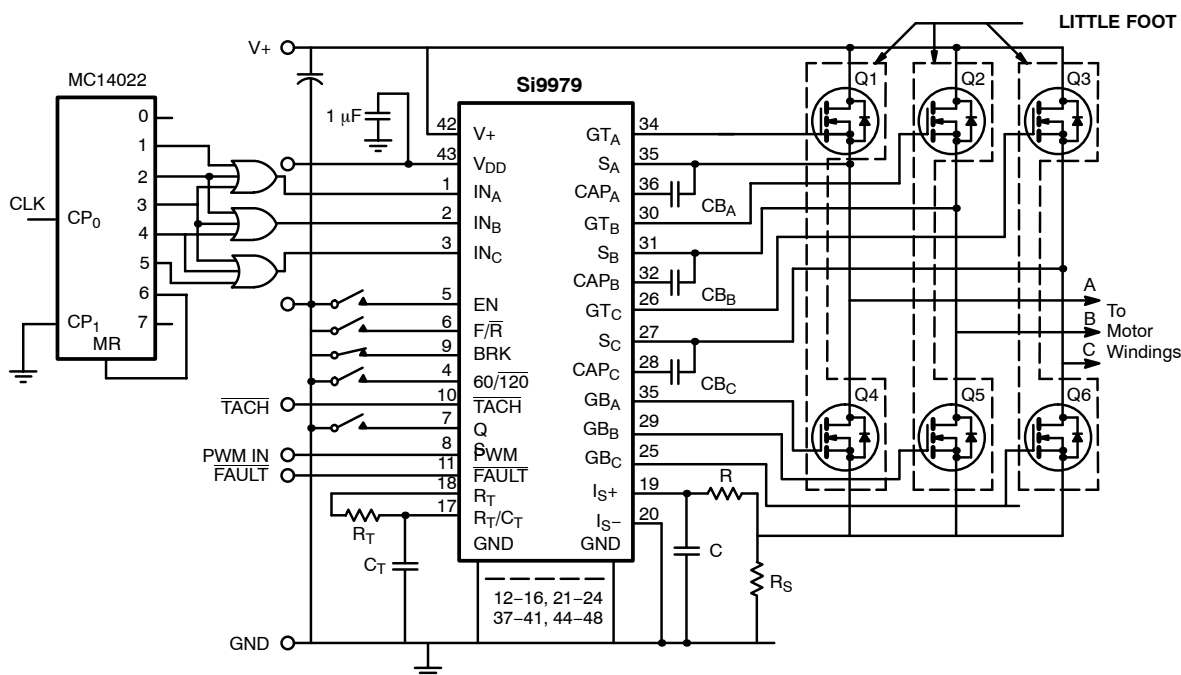 LITTLE FOOT
V+
MC14022
Si9979
Q1
Q2
Q3
0
1
2
3
4
5
6
7
CLK
CP0
CP1
MR
1 μF
42
V+
43
VDD
1
INA
2
INB
3
INC
5
EN
6
F/R̅
9
BRK
4
60/1̅2̅0̅
T̅A̅C̅H̅
10
T̅A̅C̅H̅
7
Q
S
PWM IN
8
PWM
F̅A̅U̅L̅T̅
11
F̅A̅U̅L̅T̅
18
RT
17
RT/CT
GND
GTA
34
SA
35
CAPA
36
CBA
GTB
30
SB
31
CAPB
32
CBB
GTC
26
SC
27
CAPC
28
CBC
GBA
35
GBB
29
GBC
25
IS+
19
IS−
20
GND
A
B
C
To
Motor
Windings
Q4
Q5
Q6
R
C
RS
RT
CT
12−16, 21−24
37−41, 44−48
GND